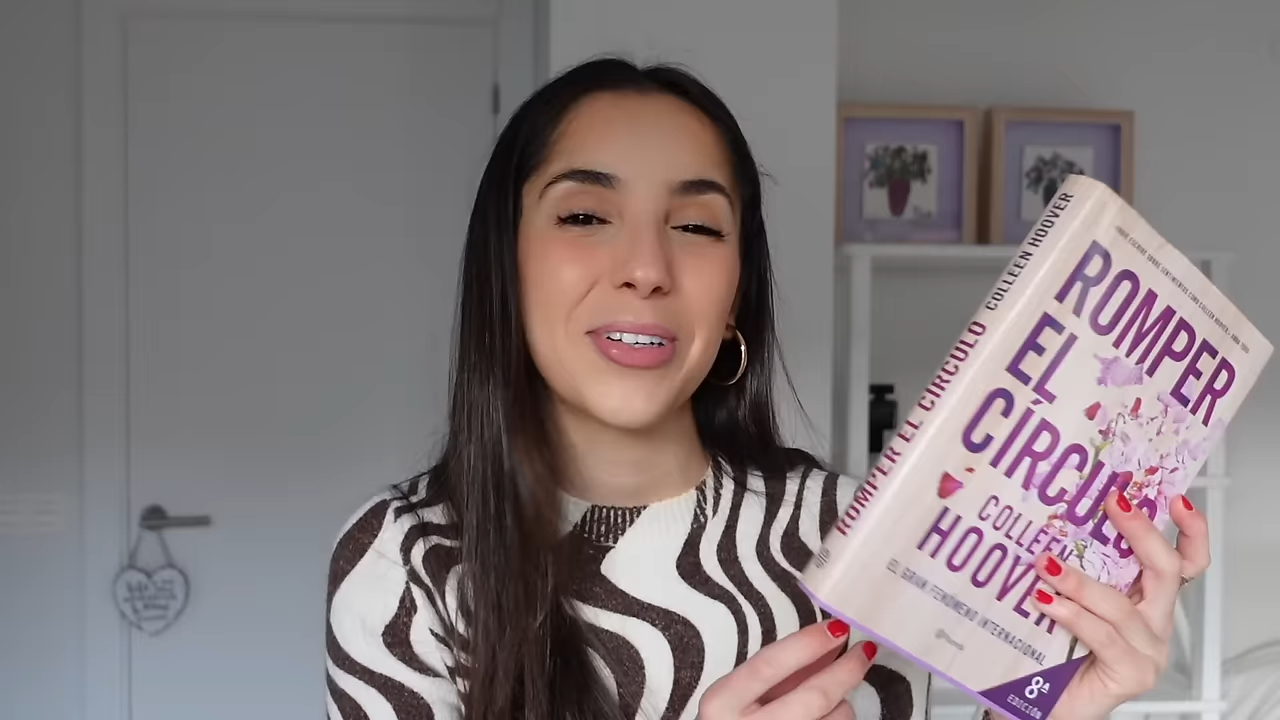 ROMPER EL CÍRCULO COLLEEN HOOVER
ROMPER
EL
CÍRCULO
COLLEEN
HOOVER
EL GRAN FENÓMENO INTERNACIONAL
8ª
EDICIÓN